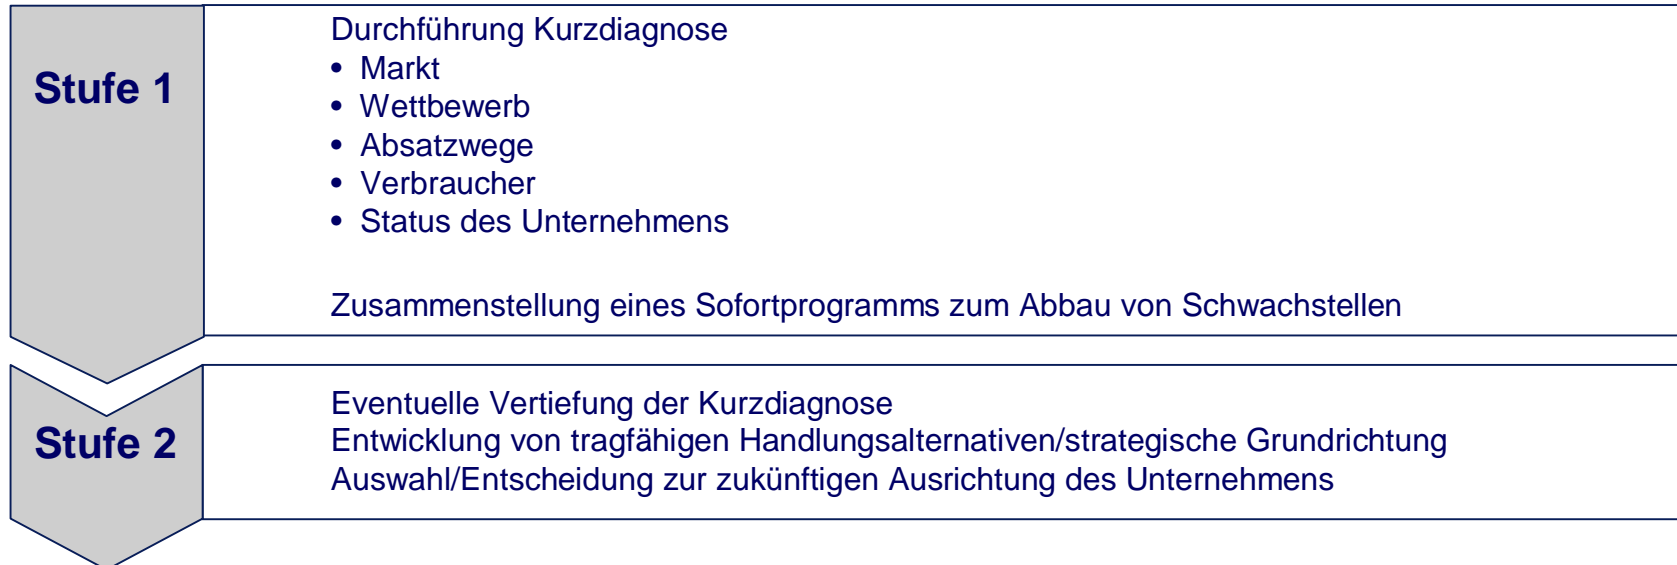 Stufe 1
Durchführung Kurzdiagnose
• Markt
• Wettbewerb
• Absatzwege
• Verbraucher
• Status des Unternehmens
Zusammenstellung eines Sofortprogramms zum Abbau von Schwachstellen
Stufe 2
Eventuelle Vertiefung der Kurzdiagnose
Entwicklung von tragfähigen Handlungsalternativen/strategische Grundrichtung
Auswahl/Entscheidung zur zukünftigen Ausrichtung des Unternehmens